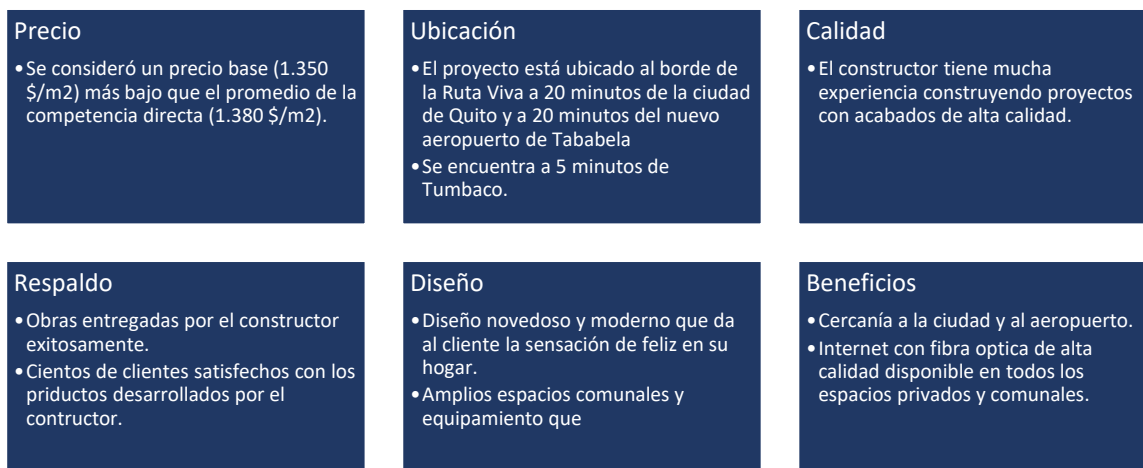 Precio
•Se consideró un precio base (1.350
$/m2) más bajo que el promedio de la
competencia directa (1.380 $/m2).
Ubicación
•El proyecto está ubicado al borde de
la Ruta Viva a 20 minutos de la ciudad
de Quito y a 20 minutos del nuevo
aeropuerto de Tababela
•Se encuentra a 5 minutos de
Tumbaco.
Calidad
•El constructor tiene mucha
experiencia construyendo proyectos
con acabados de alta calidad.
Respaldo
•Obras entregadas por el constructor
exitosamente.
•Cientos de clientes satisfechos con los
priductos desarrollados por el
contructor.
Diseño
•Diseño novedoso y moderno que da
al cliente la sensación de feliz en su
hogar.
•Amplios espacios comunales y
equipamiento que
Beneficios
•Cercanía a la ciudad y al aeropuerto.
•Internet con fibra optica de alta
calidad disponible en todos los
espacios privados y comunales.